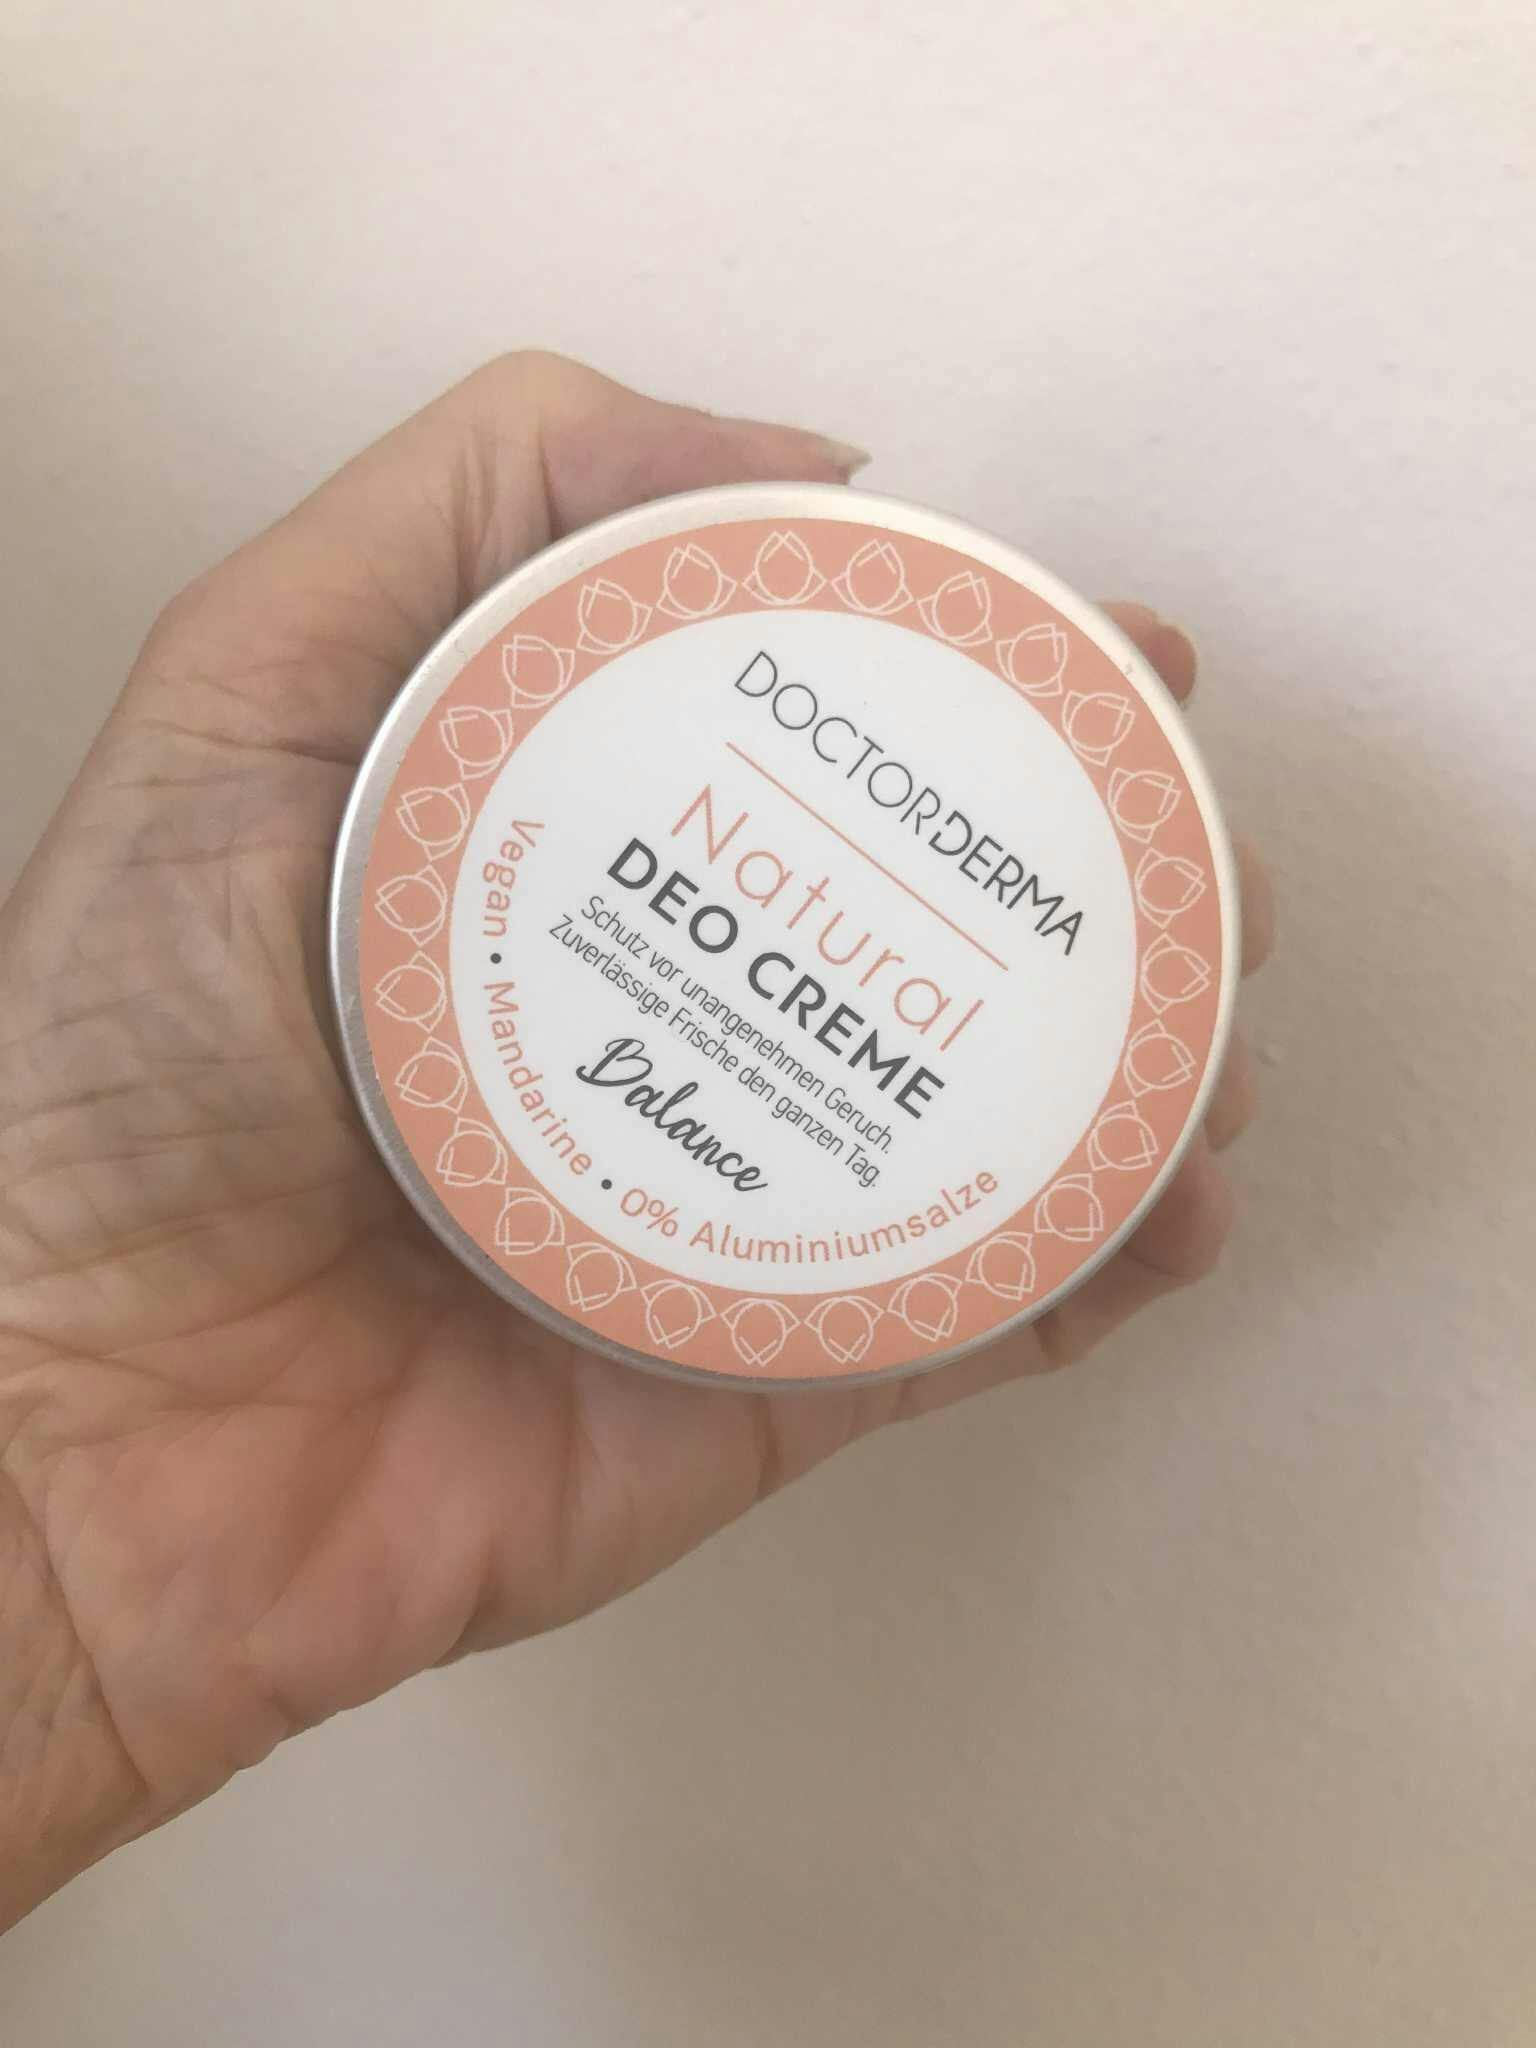 DOCTORDERMA
Natural
DEO CREME
Schutz vor unangenehmen Geruch.
Zuverlässige Frische den ganzen Tag.
Balance
Vegan • Mandarine • 0% Aluminiumsalze